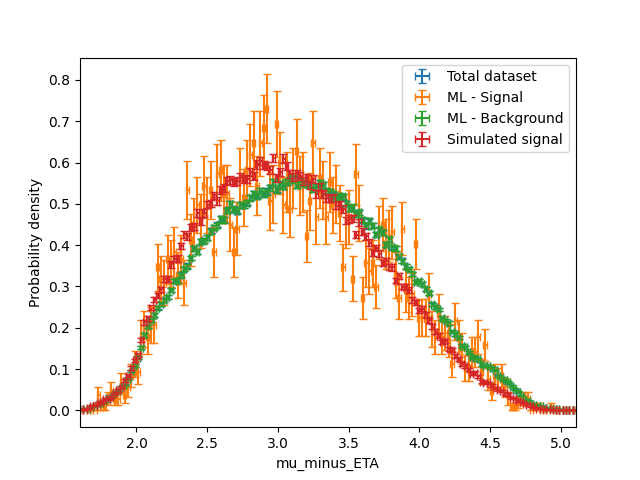 Total dataset
ML - Signal
ML - Background
Simulated signal
Probability density
0.8
0.7
0.6
0.5
0.4
0.3
0.2
0.1
0.0
2.0 2.5 3.0 3.5 4.0 4.5 5.0
mu_minus_ETA